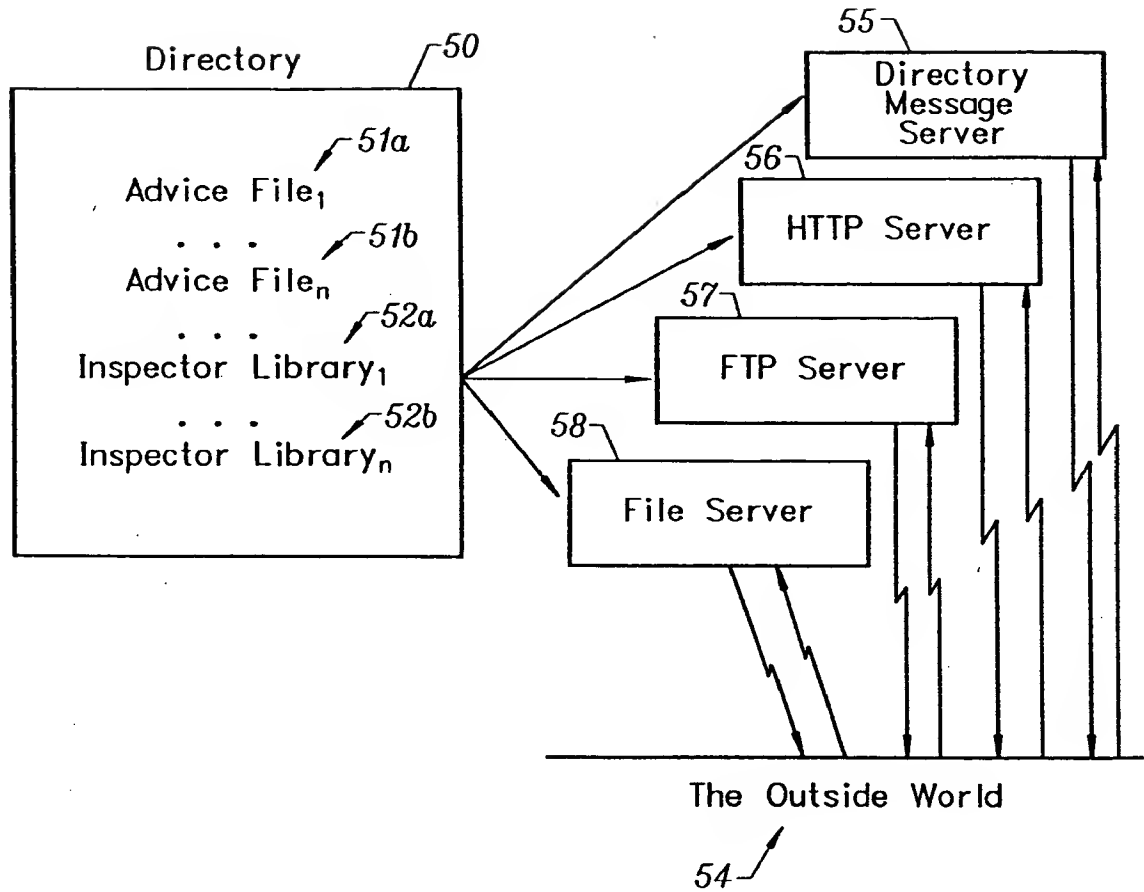 Directory
50
51a
Advice File1
. . .
51b
Advice Filen
. . .
52a
Inspector Library1
. . .
52b
Inspector Libraryn
55
Directory
Message
Server
56
HTTP Server
57
FTP Server
58
File Server
The Outside World
54